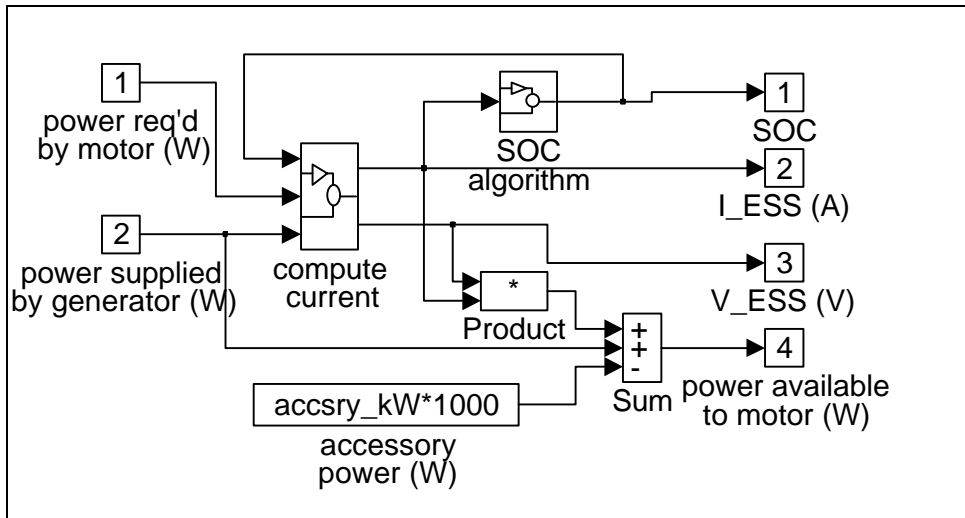 1
power req'd
by motor (W)
2
power supplied
by generator (W)
compute
current
SOC
algorithm
1
SOC
2
I_ESS (A)
3
V_ESS (V)
*
Product
+
+
-
Sum
4
power available
to motor (W)
accsry_kW*1000
accessory
power (W)